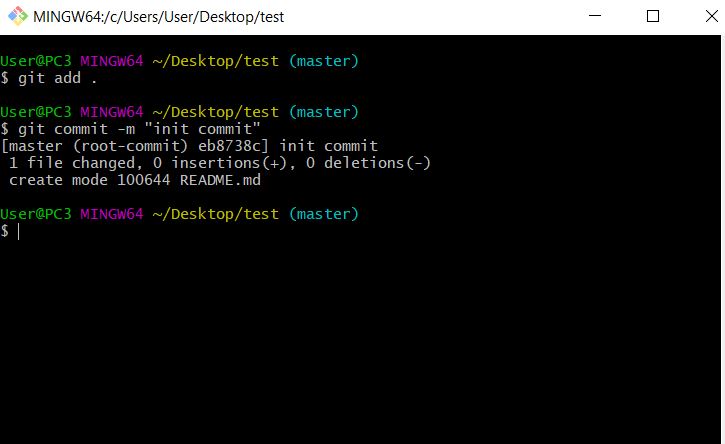 MINGW64:/c/Users/User/Desktop/test
User@PC3 MINGW64 ~/Desktop/test (master)
$ git add .
User@PC3 MINGW64 ~/Desktop/test (master)
$ git commit -m "init commit"
[master (root-commit) eb8738c] init commit
 1 file changed, 0 insertions(+), 0 deletions(-)
 create mode 100644 README.md
User@PC3 MINGW64 ~/Desktop/test (master)
$